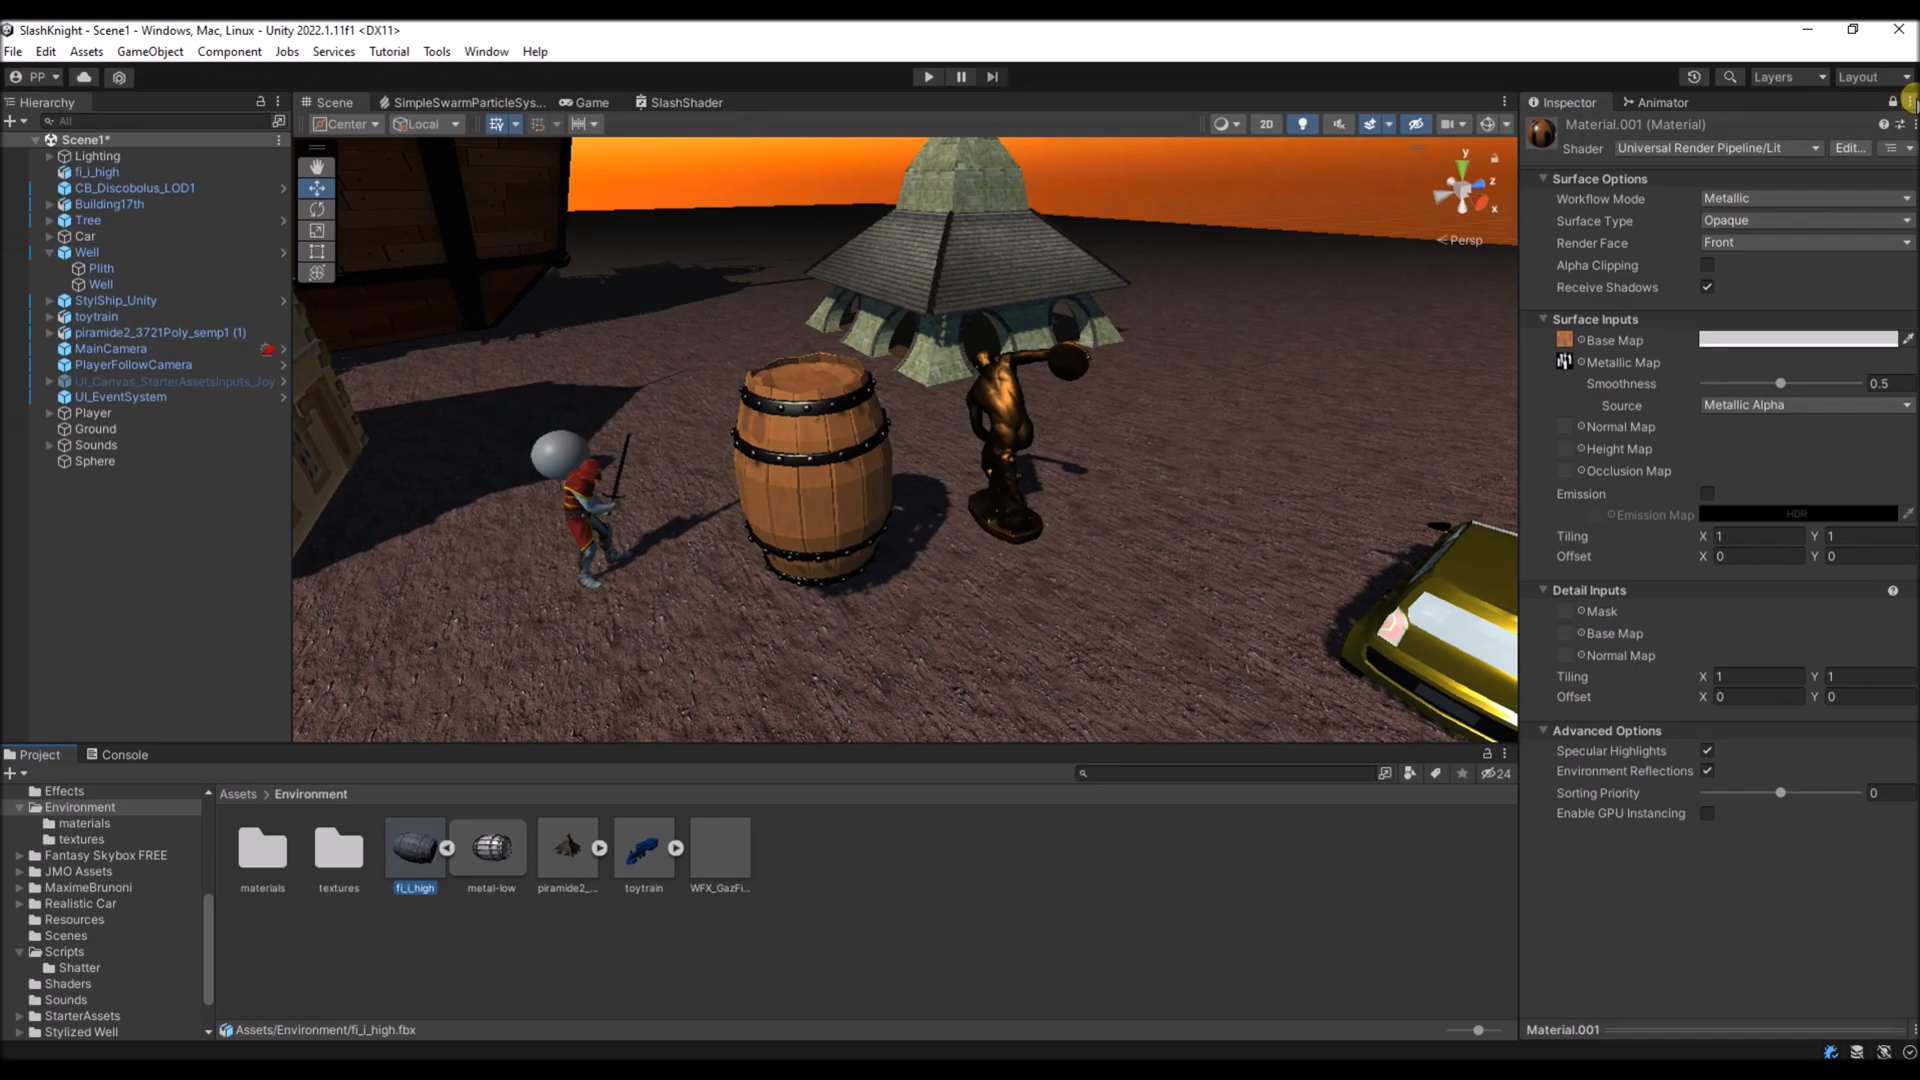 SlashKnight - Scene1 - Windows, Mac, Linux - Unity 2022.1.11f1 <DX11>
File Edit Assets GameObject Component Jobs Services Tutorial Tools Window Help
PP Layers Layout
Hierarchy
All
Scene1*
Lighting
fi_i_high
CB_Discobolus_LOD1
Building17th
Tree
Car
Well
Plith
Well
StylShip_Unity
toytrain
piramide2_3721Poly_semp1 (1)
MainCamera
PlayerFollowCamera
UI_Canvas_StarterAssetsInputs_Joy
UI_EventSystem
Player
Ground
Sounds
Sphere
Scene SimpleSwarmParticleSys... Game SlashShader
Center Local 2D
y
z
x
Persp
Inspector Animator
Material.001 (Material)
Shader Universal Render Pipeline/Lit Edit...
Surface Options
Workflow Mode Metallic
Surface Type Opaque
Render Face Front
Alpha Clipping
Receive Shadows
Surface Inputs
Base Map
Metallic Map
Smoothness 0.5
Source Metallic Alpha
Normal Map
Height Map
Occlusion Map
Emission
Emission Map HDR
Tiling X 1 Y 1
Offset X 0 Y 0
Detail Inputs
Mask
Base Map
Normal Map
Tiling X 1 Y 1
Offset X 0 Y 0
Advanced Options
Specular Highlights
Environment Reflections
Sorting Priority 0
Enable GPU Instancing
Material.001
Project Console
24
Effects
Environment
materials
textures
Fantasy Skybox FREE
JMO Assets
MaximeBrunoni
Realistic Car
Resources
Scenes
Scripts
Shatter
Shaders
Sounds
StarterAssets
Stylized Well
Assets > Environment
materials textures fi_i_high metal-low piramide2_... toytrain WFX_GazFi...
Assets/Environment/fi_i_high.fbx